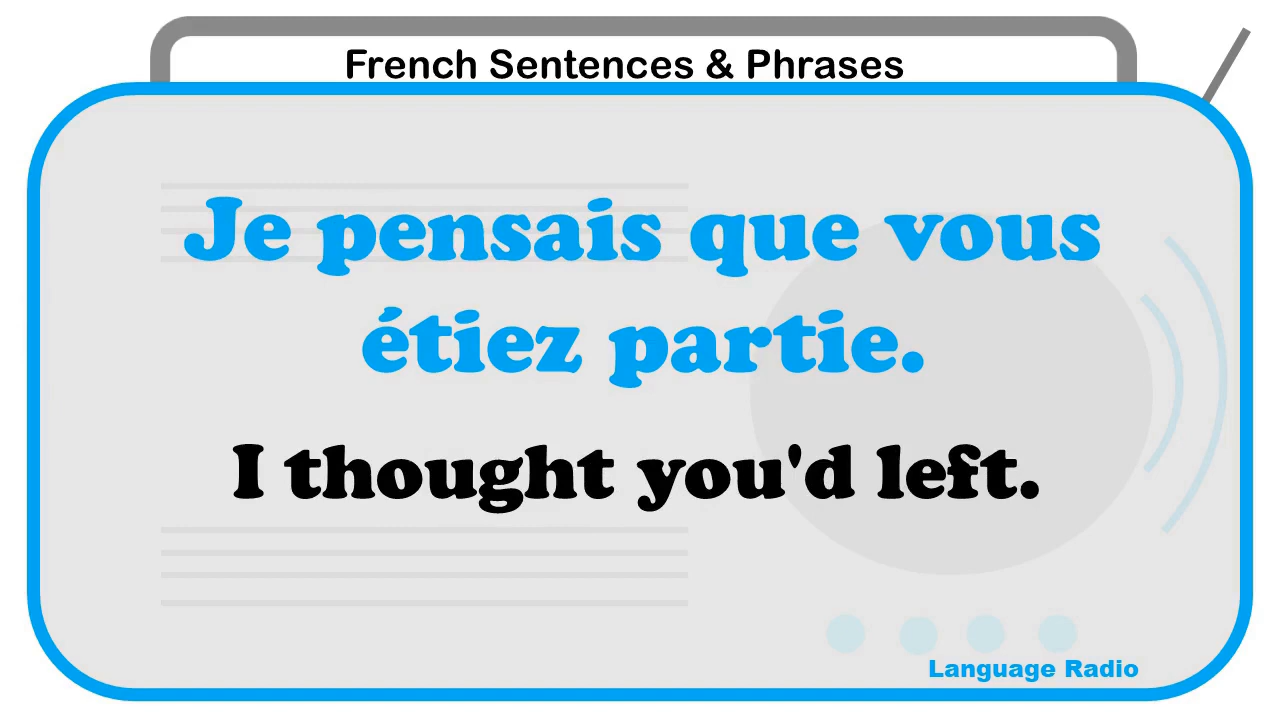 French Sentences & Phrases
Je pensais que vous
étiez partie.
I thought you'd left.
Language Radio